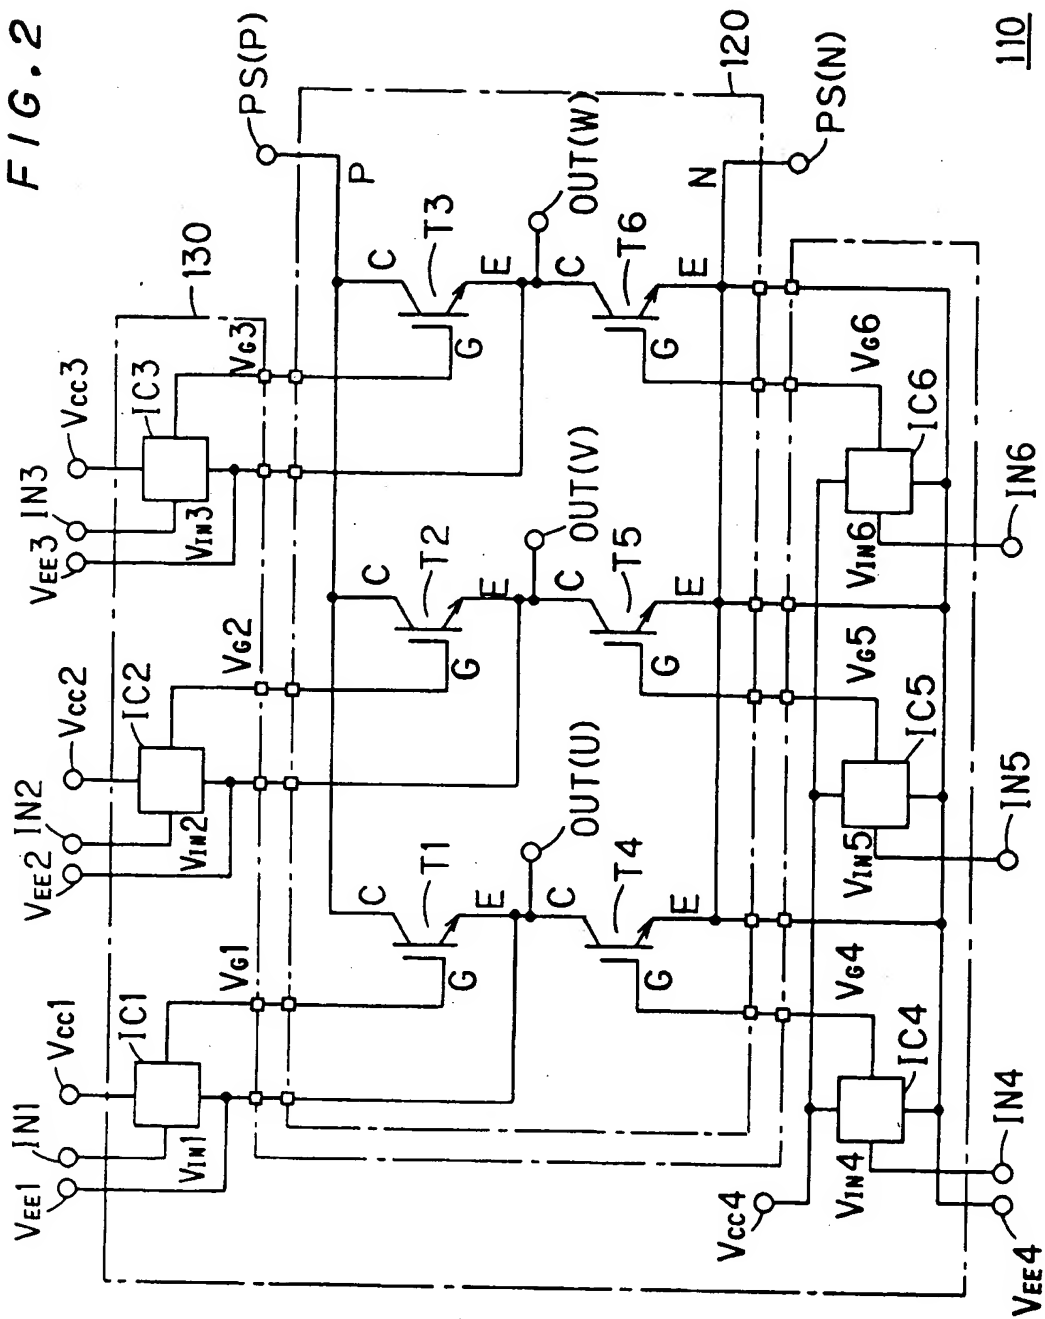 FIG.2
110
PS(P)
120
PS(N)
130
P
N
OUT(W)
Vcc3
IC3
VG3
C
T3
E
G
C
T6
E
G
VG6
IC6
IN3
VIN3
VEE3
VIN6
IN6
OUT(V)
Vcc2
IC2
VG2
C
T2
E
G
C
T5
E
G
VG5
IC5
IN2
VIN2
VEE2
VIN5
IN5
OUT(U)
Vcc1
IC1
VG1
C
T1
E
G
C
T4
E
G
VG4
IC4
IN1
VIN1
VEE1
VIN4
IN4
Vcc4
VEE4